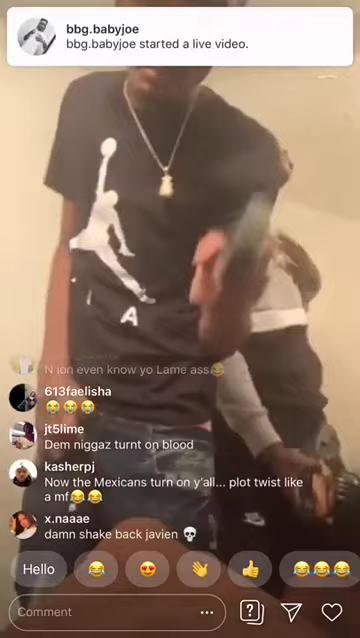 bbg.babyjoe
bbg.babyjoe started a live video.
A
N ion even know yo Lame ass😂
613faelisha
😭😭😭
jt5lime
Dem niggaz turnt on blood
kasherpj
Now the Mexicans turn on y'all... plot twist like
a mf😂😂
x.naaae
damn shake back javien 💀
Hello 😂 😍 👋 👍 😂😂😂
Comment